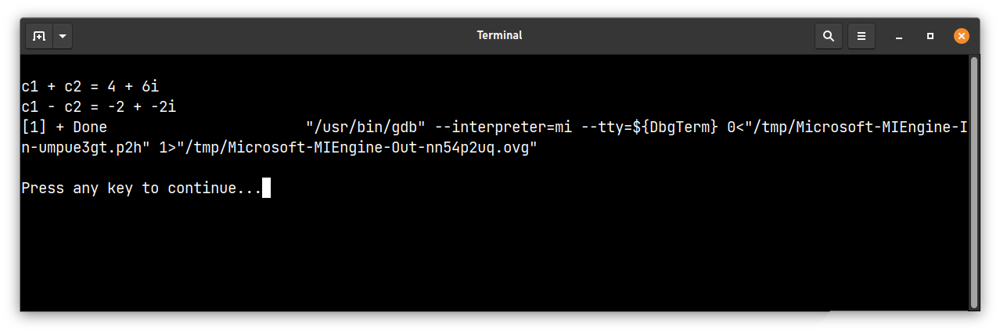 Terminal
c1 + c2 = 4 + 6i
c1 - c2 = -2 + -2i
[1] + Done                       "/usr/bin/gdb" --interpreter=mi --tty=${DbgTerm} 0<"/tmp/Microsoft-MIEngine-I
n-umpue3gt.p2h" 1>"/tmp/Microsoft-MIEngine-Out-nn54p2uq.ovg"
Press any key to continue...